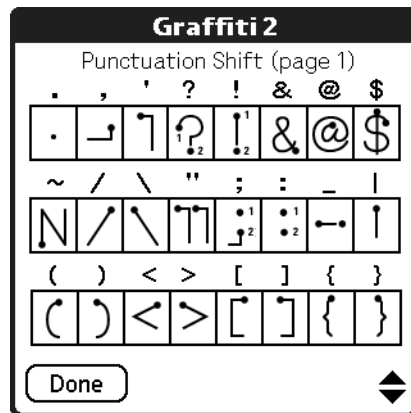 Graffiti 2
Punctuation Shift (page 1)
. , ' ? ! & @ $
~ / \ " ; : _ |
( ) < > [ ] { }
Done